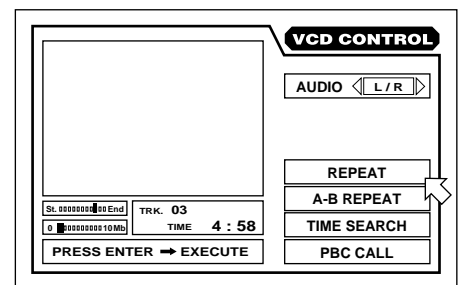 VCD CONTROL
AUDIO L / R
REPEAT
A-B REPEAT
TIME SEARCH
PBC CALL
St. End
0 10Mb
TRK. 03
TIME 4 : 58
PRESS ENTER ➡ EXECUTE